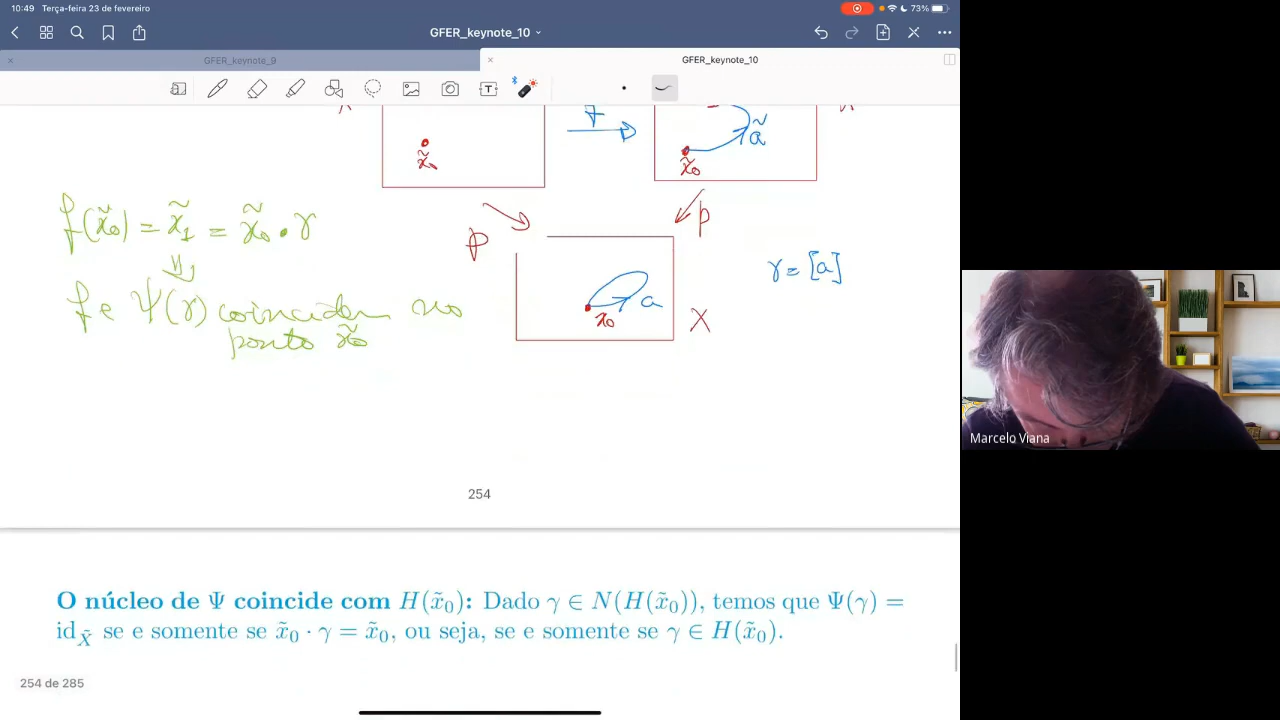 10:49 Terça-feira 23 de fevereiro
73%
GFER_keynote_10
GFER_keynote_9
GFER_keynote_10
f
ã
x̃₀
x̃₀
f(x̃₀) = x̃₁ = x̃₀ · γ
⇓
p
p
γ = [a]
f e Ψ(γ) coincidem no
ponto x̃₀
a
x₀
X
254
O núcleo de Ψ coincide com H(x̃₀): Dado γ ∈ N(H(x̃₀)), temos que Ψ(γ) =
id_X̃ se e somente se x̃₀ · γ = x̃₀, ou seja, se e somente se γ ∈ H(x̃₀).
254 de 285
Marcelo Viana